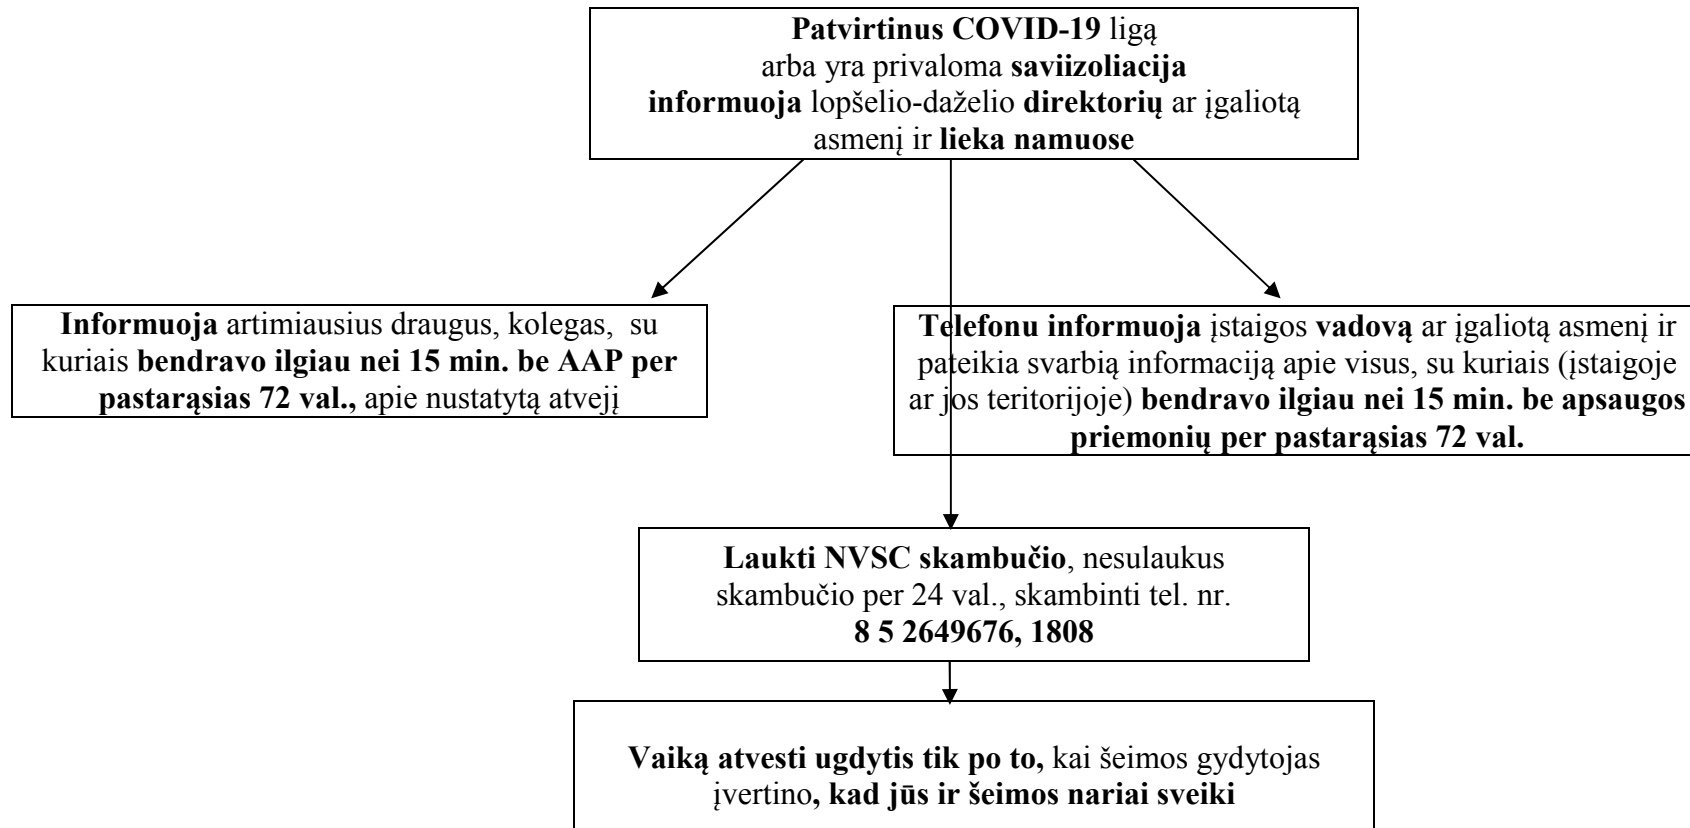 Patvirtinus COVID-19 ligą
arba yra privaloma saviizoliacija
informuoja lopšelio-daželio direktorių ar įgaliotą
asmenį ir lieka namuose
Informuoja artimiausius draugus, kolegas, su
kuriais bendravo ilgiau nei 15 min. be AAP per
pastarąsias 72 val., apie nustatytą atvejį
Telefonu informuoja įstaigos vadovą ar įgaliotą asmenį ir
pateikia svarbią informaciją apie visus, su kuriais (įstaigoje
ar jos teritorijoje) bendravo ilgiau nei 15 min. be apsaugos
priemonių per pastarąsias 72 val.
Laukti NVSC skambučio, nesulaukus
skambučio per 24 val., skambinti tel. nr.
8 5 2649676, 1808
Vaiką atvesti ugdytis tik po to, kai šeimos gydytojas
įvertino, kad jūs ir šeimos nariai sveiki